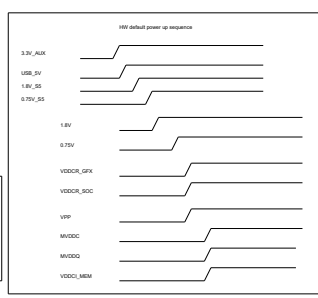 HW default power up sequence
3.3V_AUX
USB_5V
1.8V_S5
0.75V_S5
1.8V
0.75V
VDDCR_GFX
VDDCR_SOC
VPP
MVDDC
MVDDQ
VDDCI_MEM